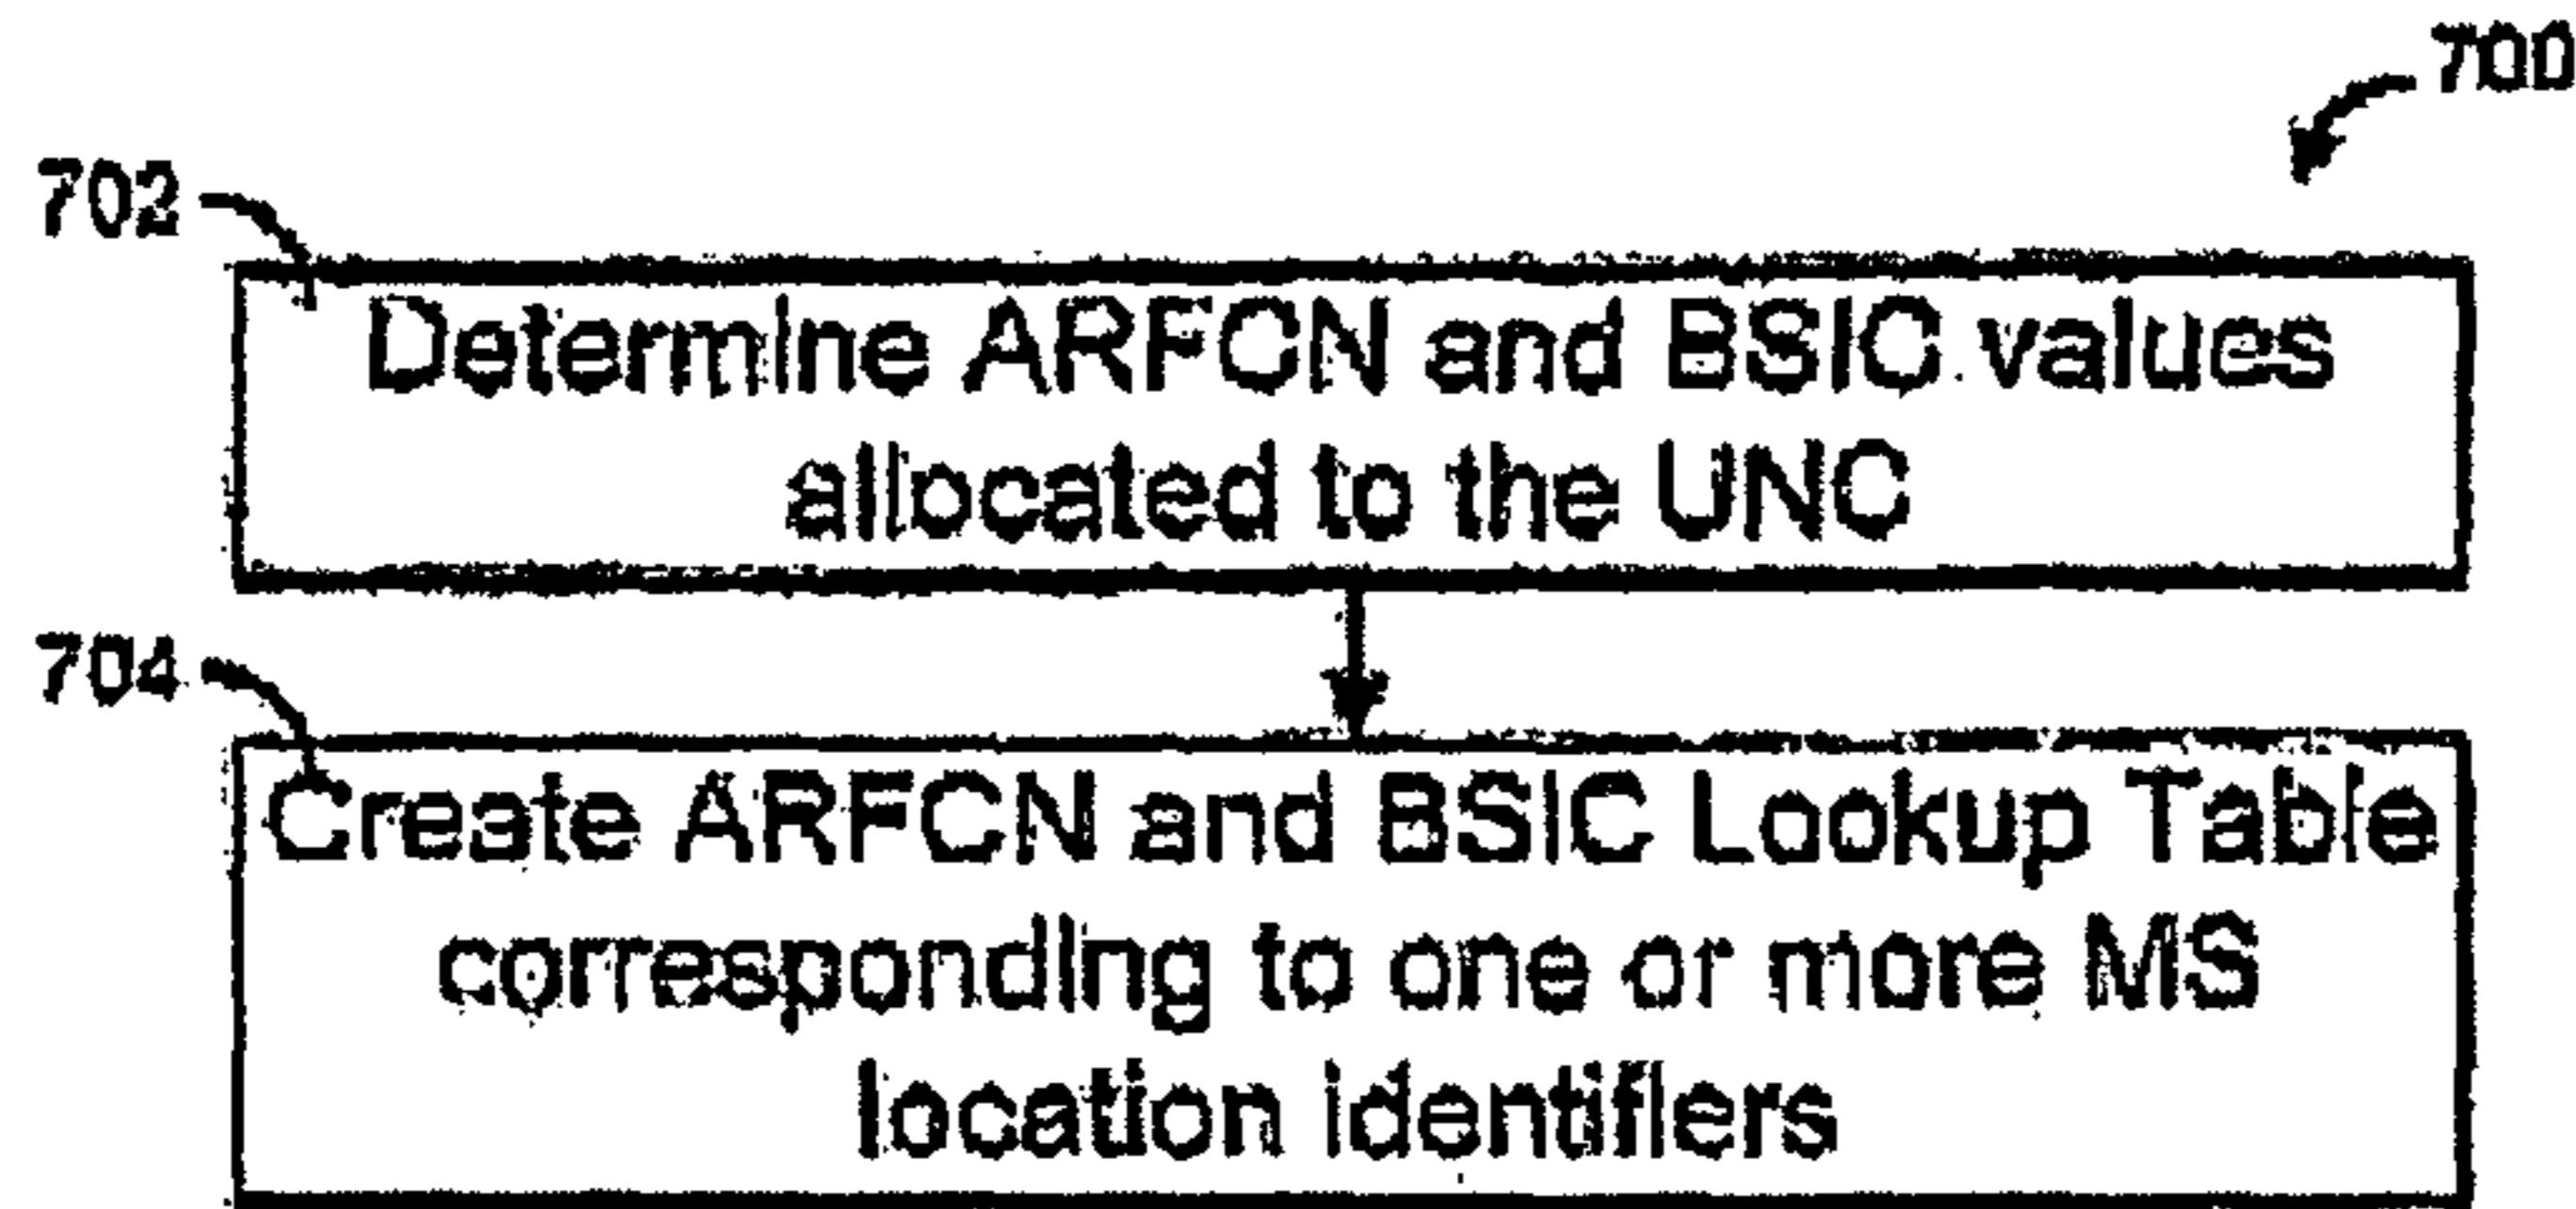 700
702
Determine ARFCN and BSIC values
allocated to the UNC
704
Create ARFCN and BSIC Lookup Table
corresponding to one or more MS
location identifiers